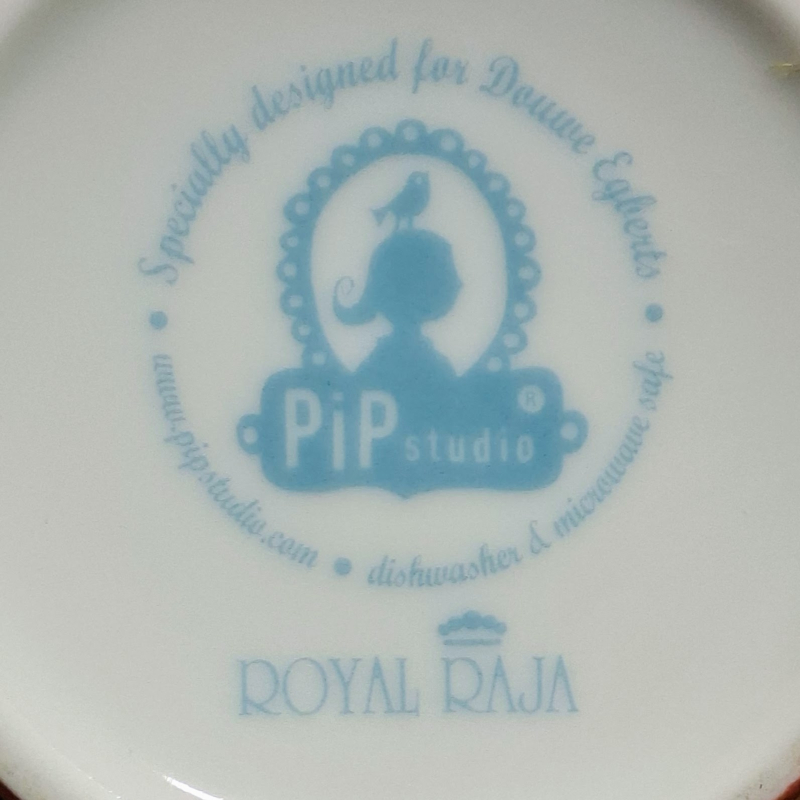 Specially designed for Douwe Egberts
PiP studio ®
www.pipstudio.com • dishwasher & microwave safe
ROYAL RAJA